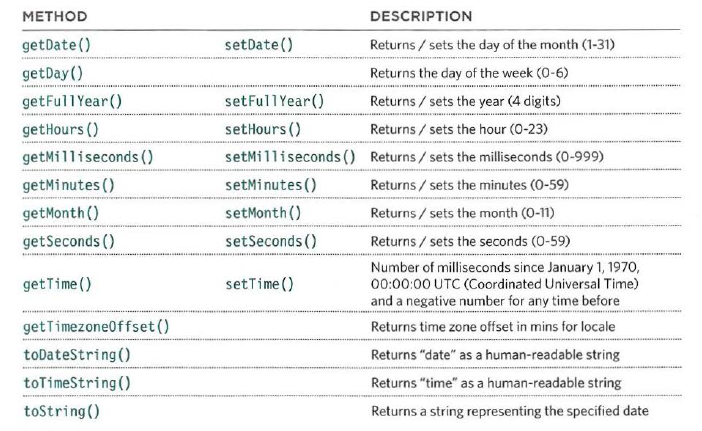 METHOD DESCRIPTION
getDate() setDate() Returns / sets the day of the month (1-31)
getDay() Returns the day of the week (0-6)
getFullYear() setFullYear() Returns / sets the year (4 digits)
getHours() setHours() Returns / sets the hour (0-23)
getMilliseconds() setMilliseconds() Returns / sets the milliseconds (0-999)
getMinutes() setMinutes() Returns / sets the minutes (0-59)
getMonth() setMonth() Returns / sets the month (0-11)
getSeconds() setSeconds() Returns / sets the seconds (0-59)
getTime() setTime() Number of milliseconds since January 1, 1970,
00:00:00 UTC (Coordinated Universal Time)
and a negative number for any time before
getTimezoneOffset() Returns time zone offset in mins for locale
toDateString() Returns "date" as a human-readable string
toTimeString() Returns "time" as a human-readable string
toString() Returns a string representing the specified date